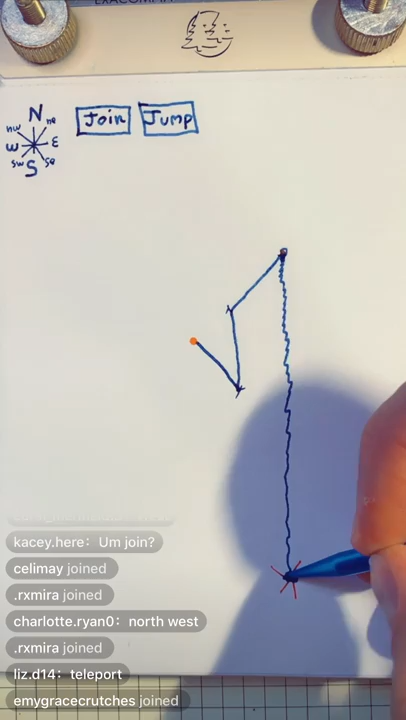 N
nw ne
Join Jump
W E
sw se
S
kacey.here: Um join?
celimay joined
.rxmira joined
charlotte.ryan0: north west
.rxmira joined
liz.d14: teleport
emygracecrutches joined